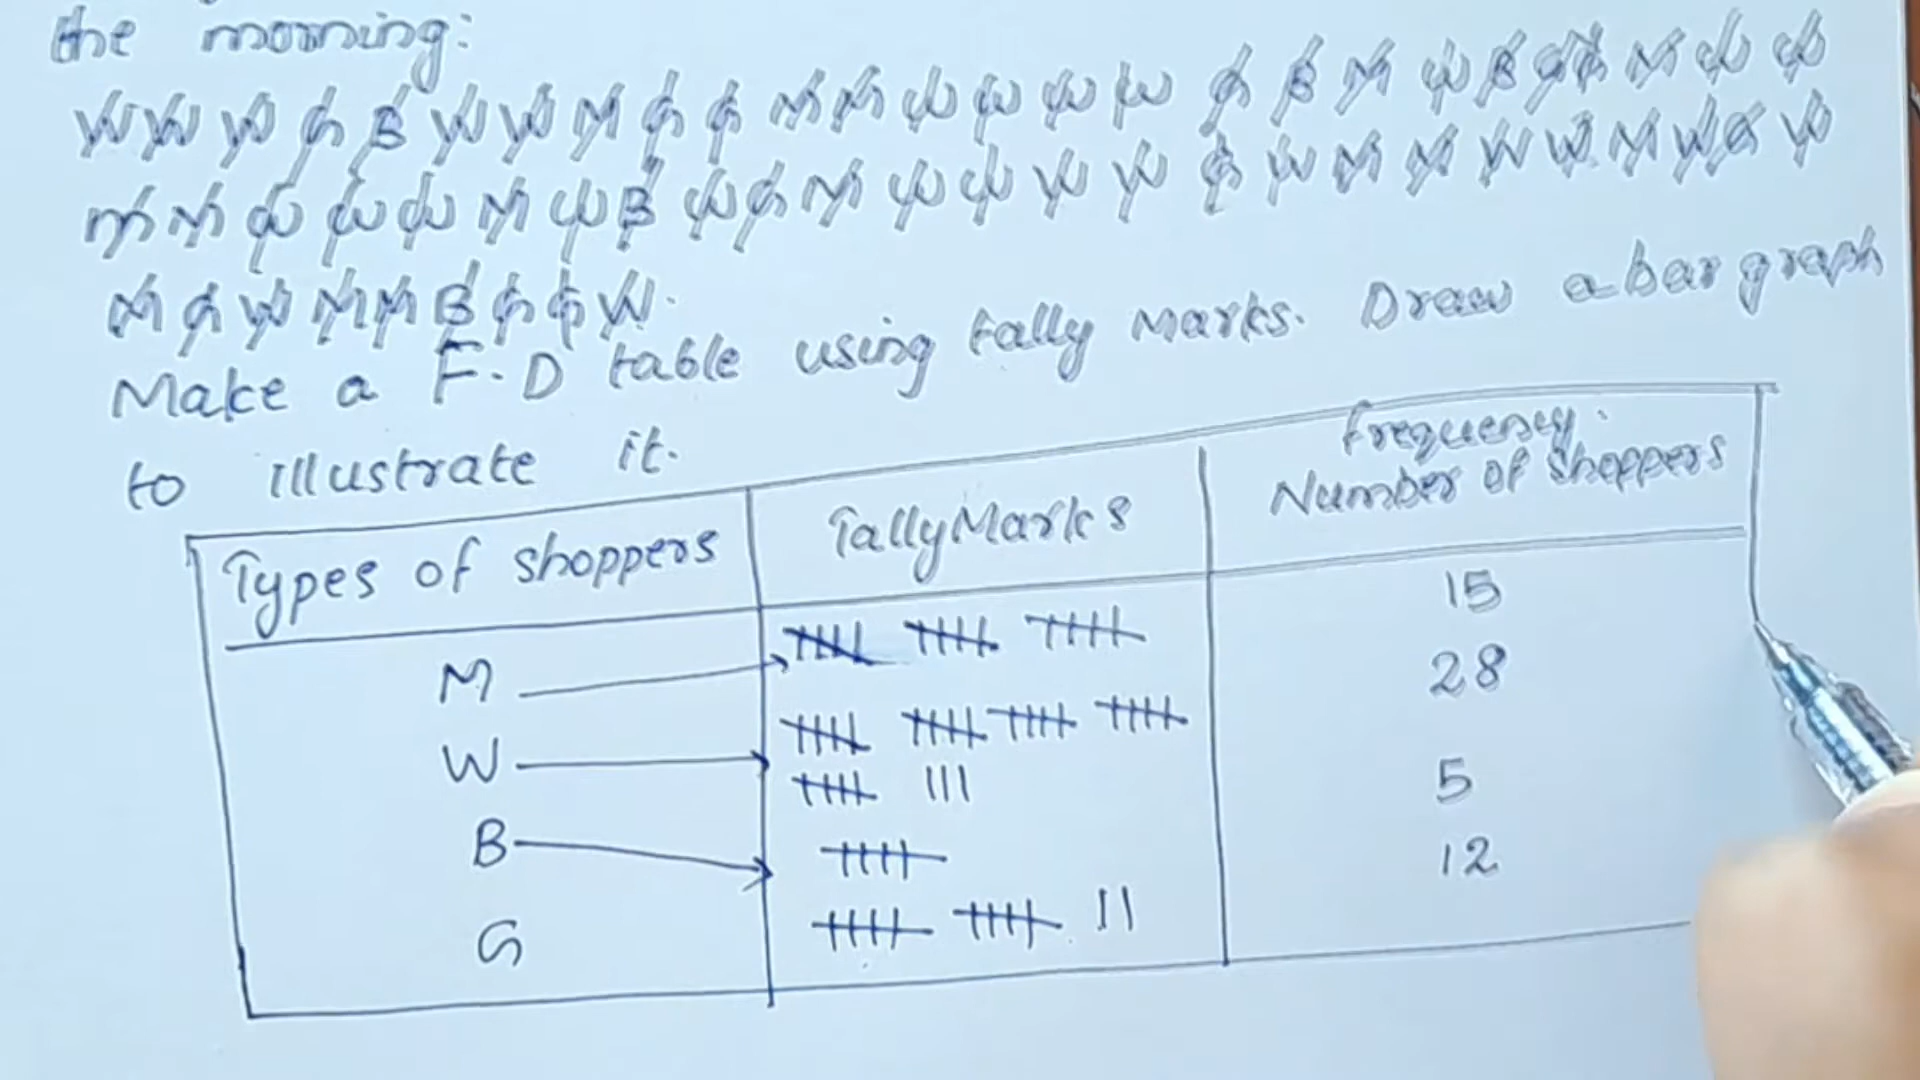 the morning:
W W W G B W W M G G M M W W W W G B M W B G G M W W
M M W W W M W B W G M W W W W G W M M W W M W G W
M G W M M B G G W.
Make a F.D table using tally Marks. Draw a bar graph
to illustrate it.
Types of shoppers
Tally Marks
frequency.
Number of shoppers
M
15
W
28
B
5
G
12